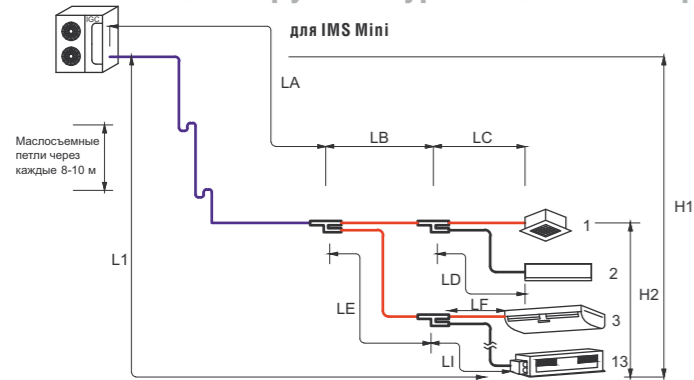 для IMS Mini
IGC
LA
Маслосъемные
петли через
каждые 8-10 м
LB
LC
H1
1
L1
2
LD
H2
LE
LF
3
LI
13